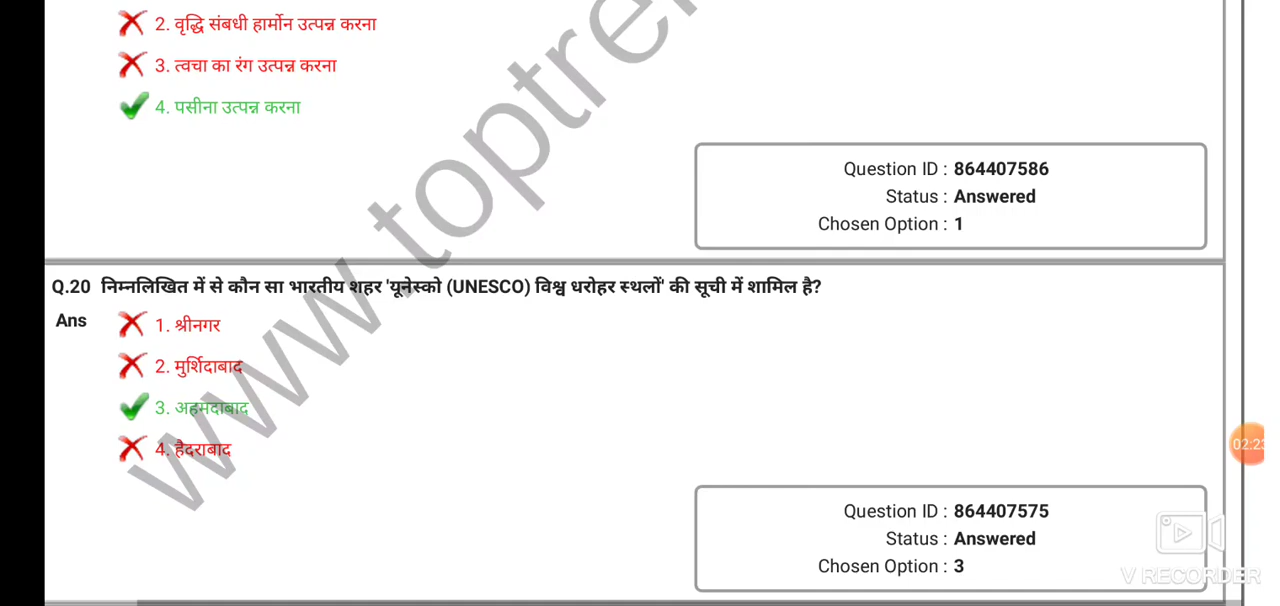 2. वृद्धि संबधी हार्मोन उत्पन्न करना
3. त्वचा का रंग उत्पन्न करना
4. पसीना उत्पन्न करना
Question ID : 864407586
Status : Answered
Chosen Option : 1
Q.20 निम्नलिखित में से कौन सा भारतीय शहर 'यूनेस्को (UNESCO) विश्व धरोहर स्थलों' की सूची में शामिल है?
Ans 1. श्रीनगर
2. मुर्शिदाबाद
3. अहमदाबाद
4. हैदराबाद
Question ID : 864407575
Status : Answered
Chosen Option : 3
www.toptre
02:23
V RECORDER